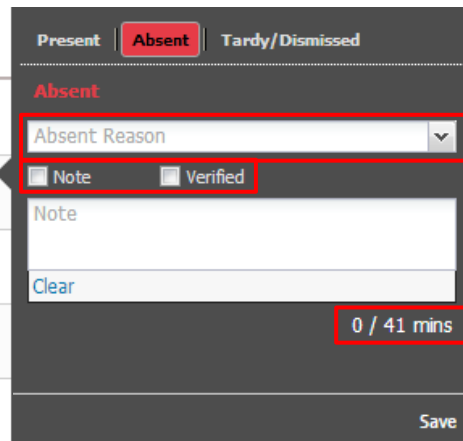 Present Absent Tardy/Dismissed
Absent
Absent Reason
Note Verified
Note
Clear
0 / 41 mins
Save